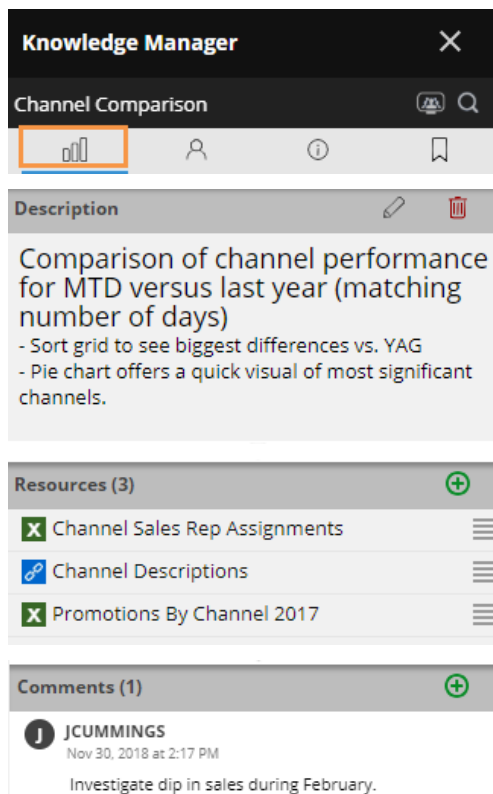 Knowledge Manager
Channel Comparison
Description
Comparison of channel performance
for MTD versus last year (matching
number of days)
- Sort grid to see biggest differences vs. YAG
- Pie chart offers a quick visual of most significant
channels.
Resources (3)
X Channel Sales Rep Assignments
Channel Descriptions
X Promotions By Channel 2017
Comments (1)
J JCUMMINGS
Nov 30, 2018 at 2:17 PM
Investigate dip in sales during February.